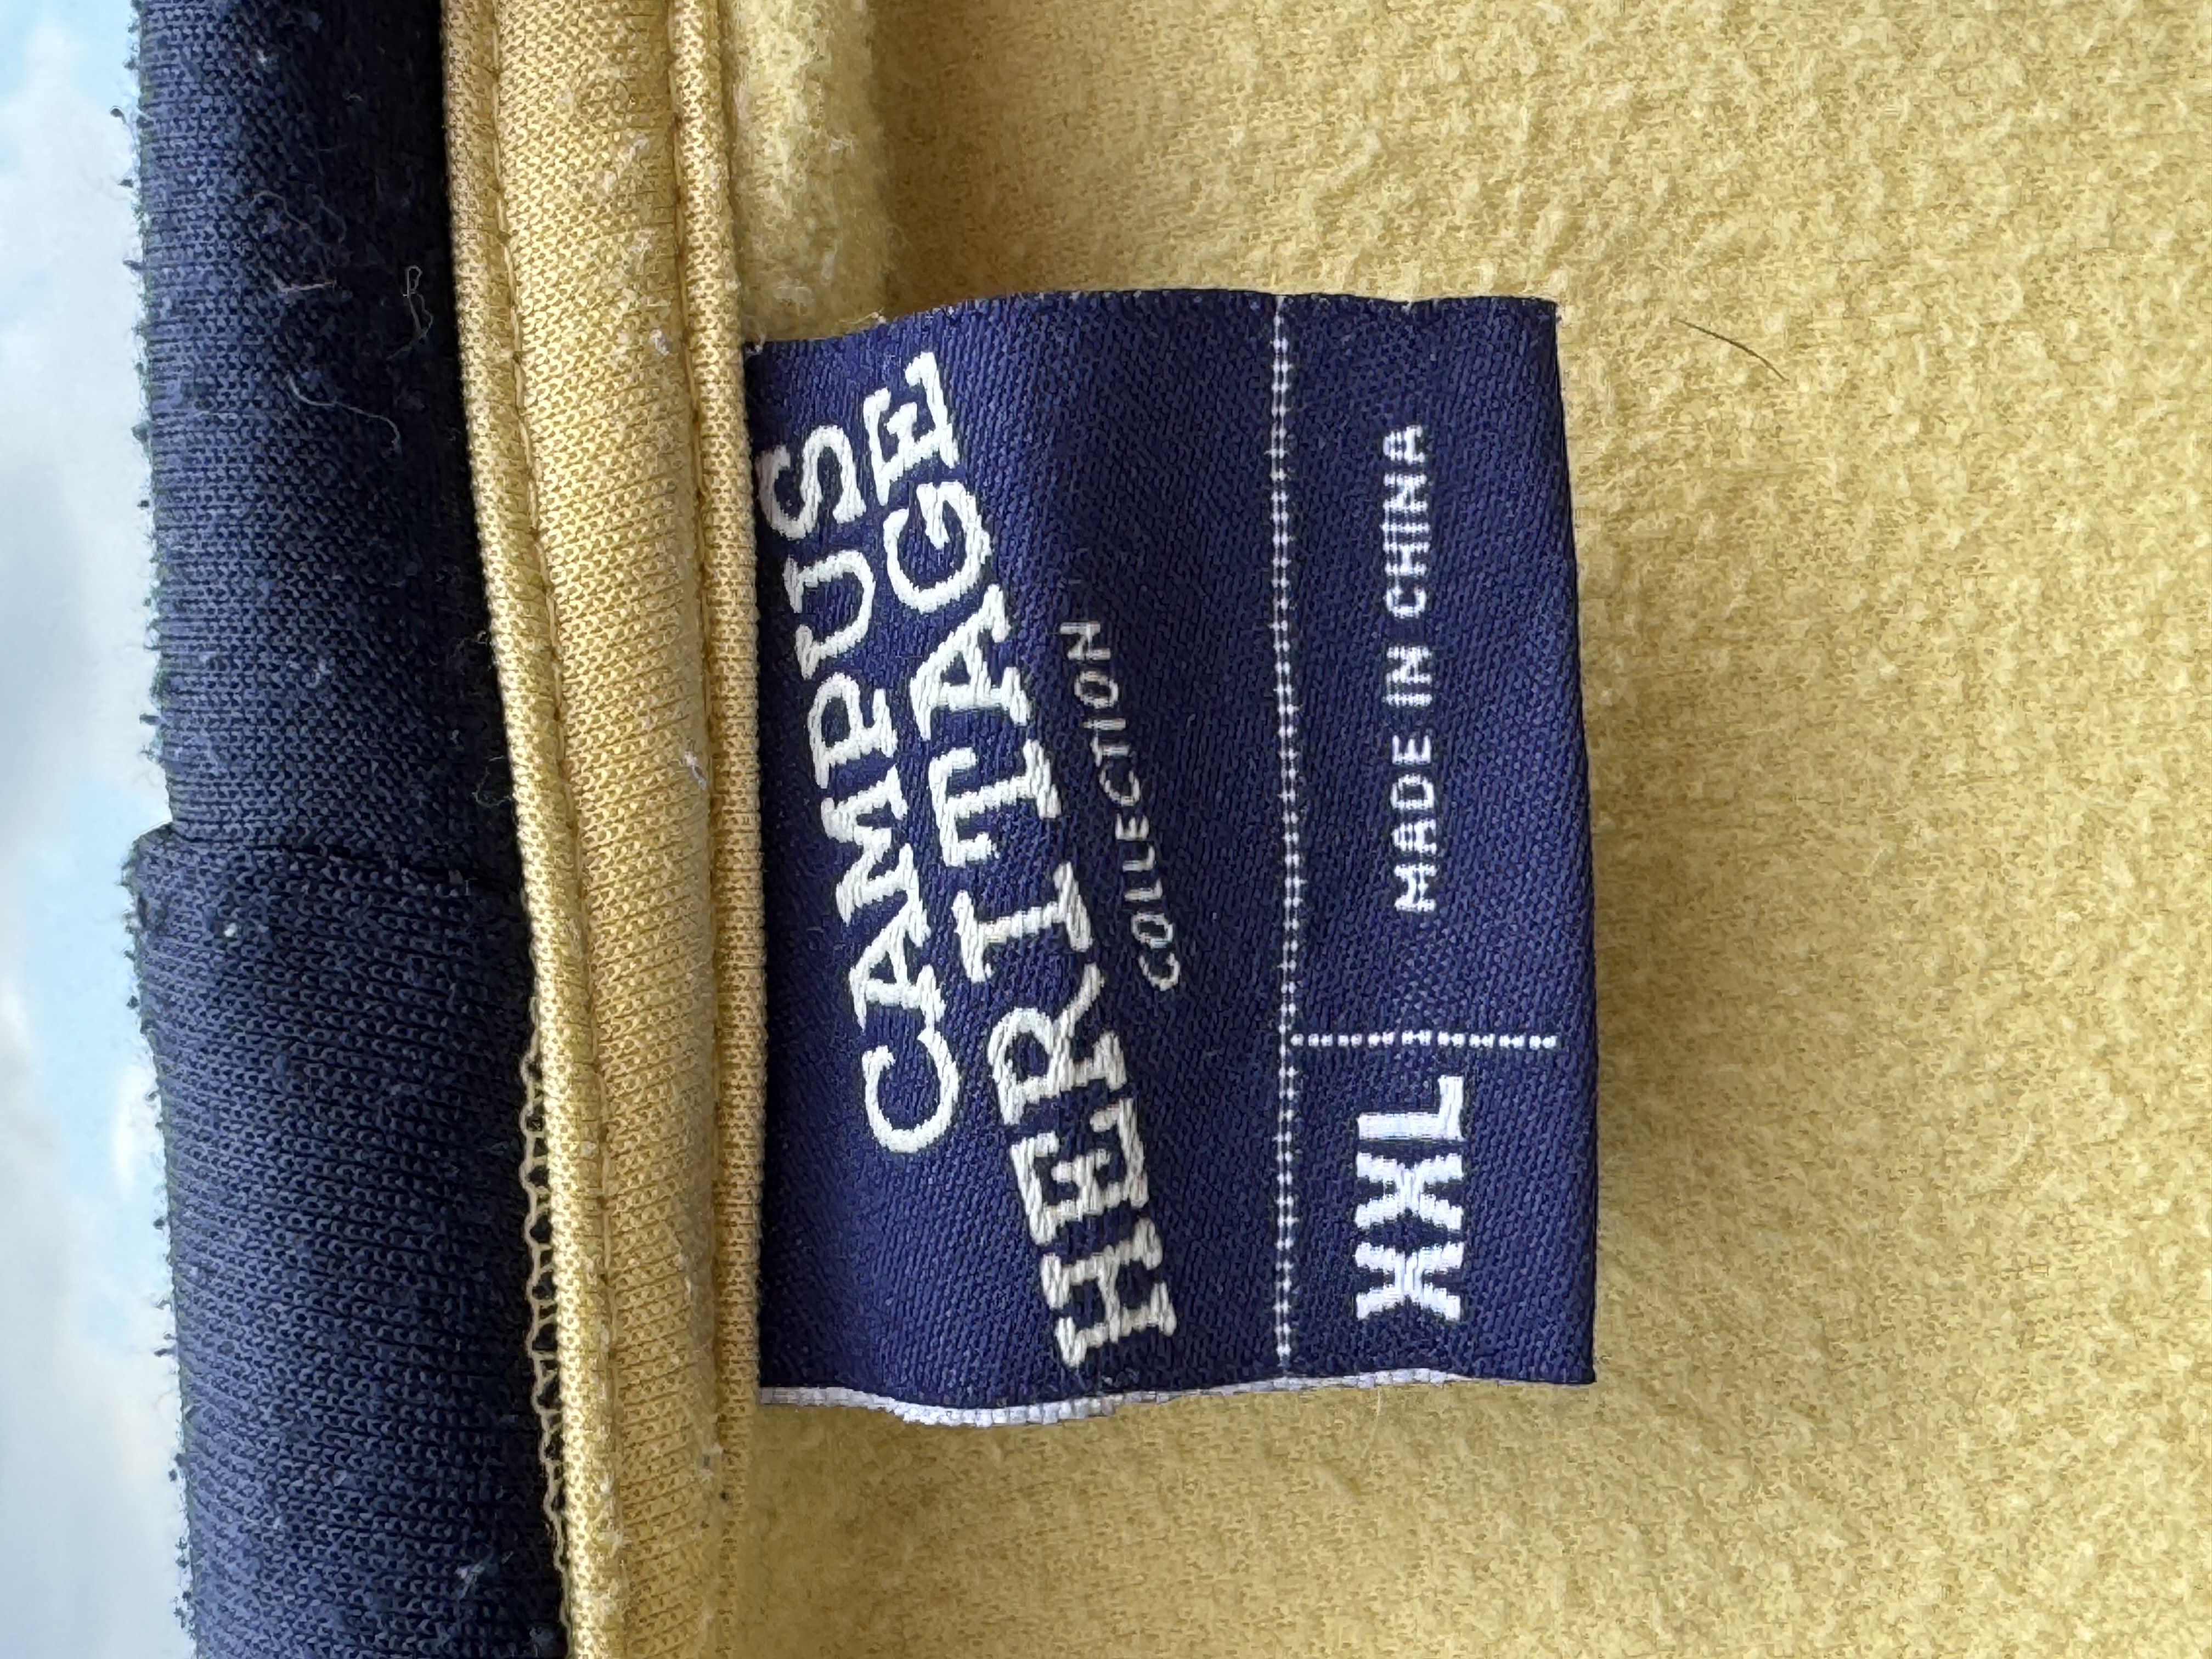 CAMPUS
HERITAGE
COLLECTION
XXL
MADE IN CHINA